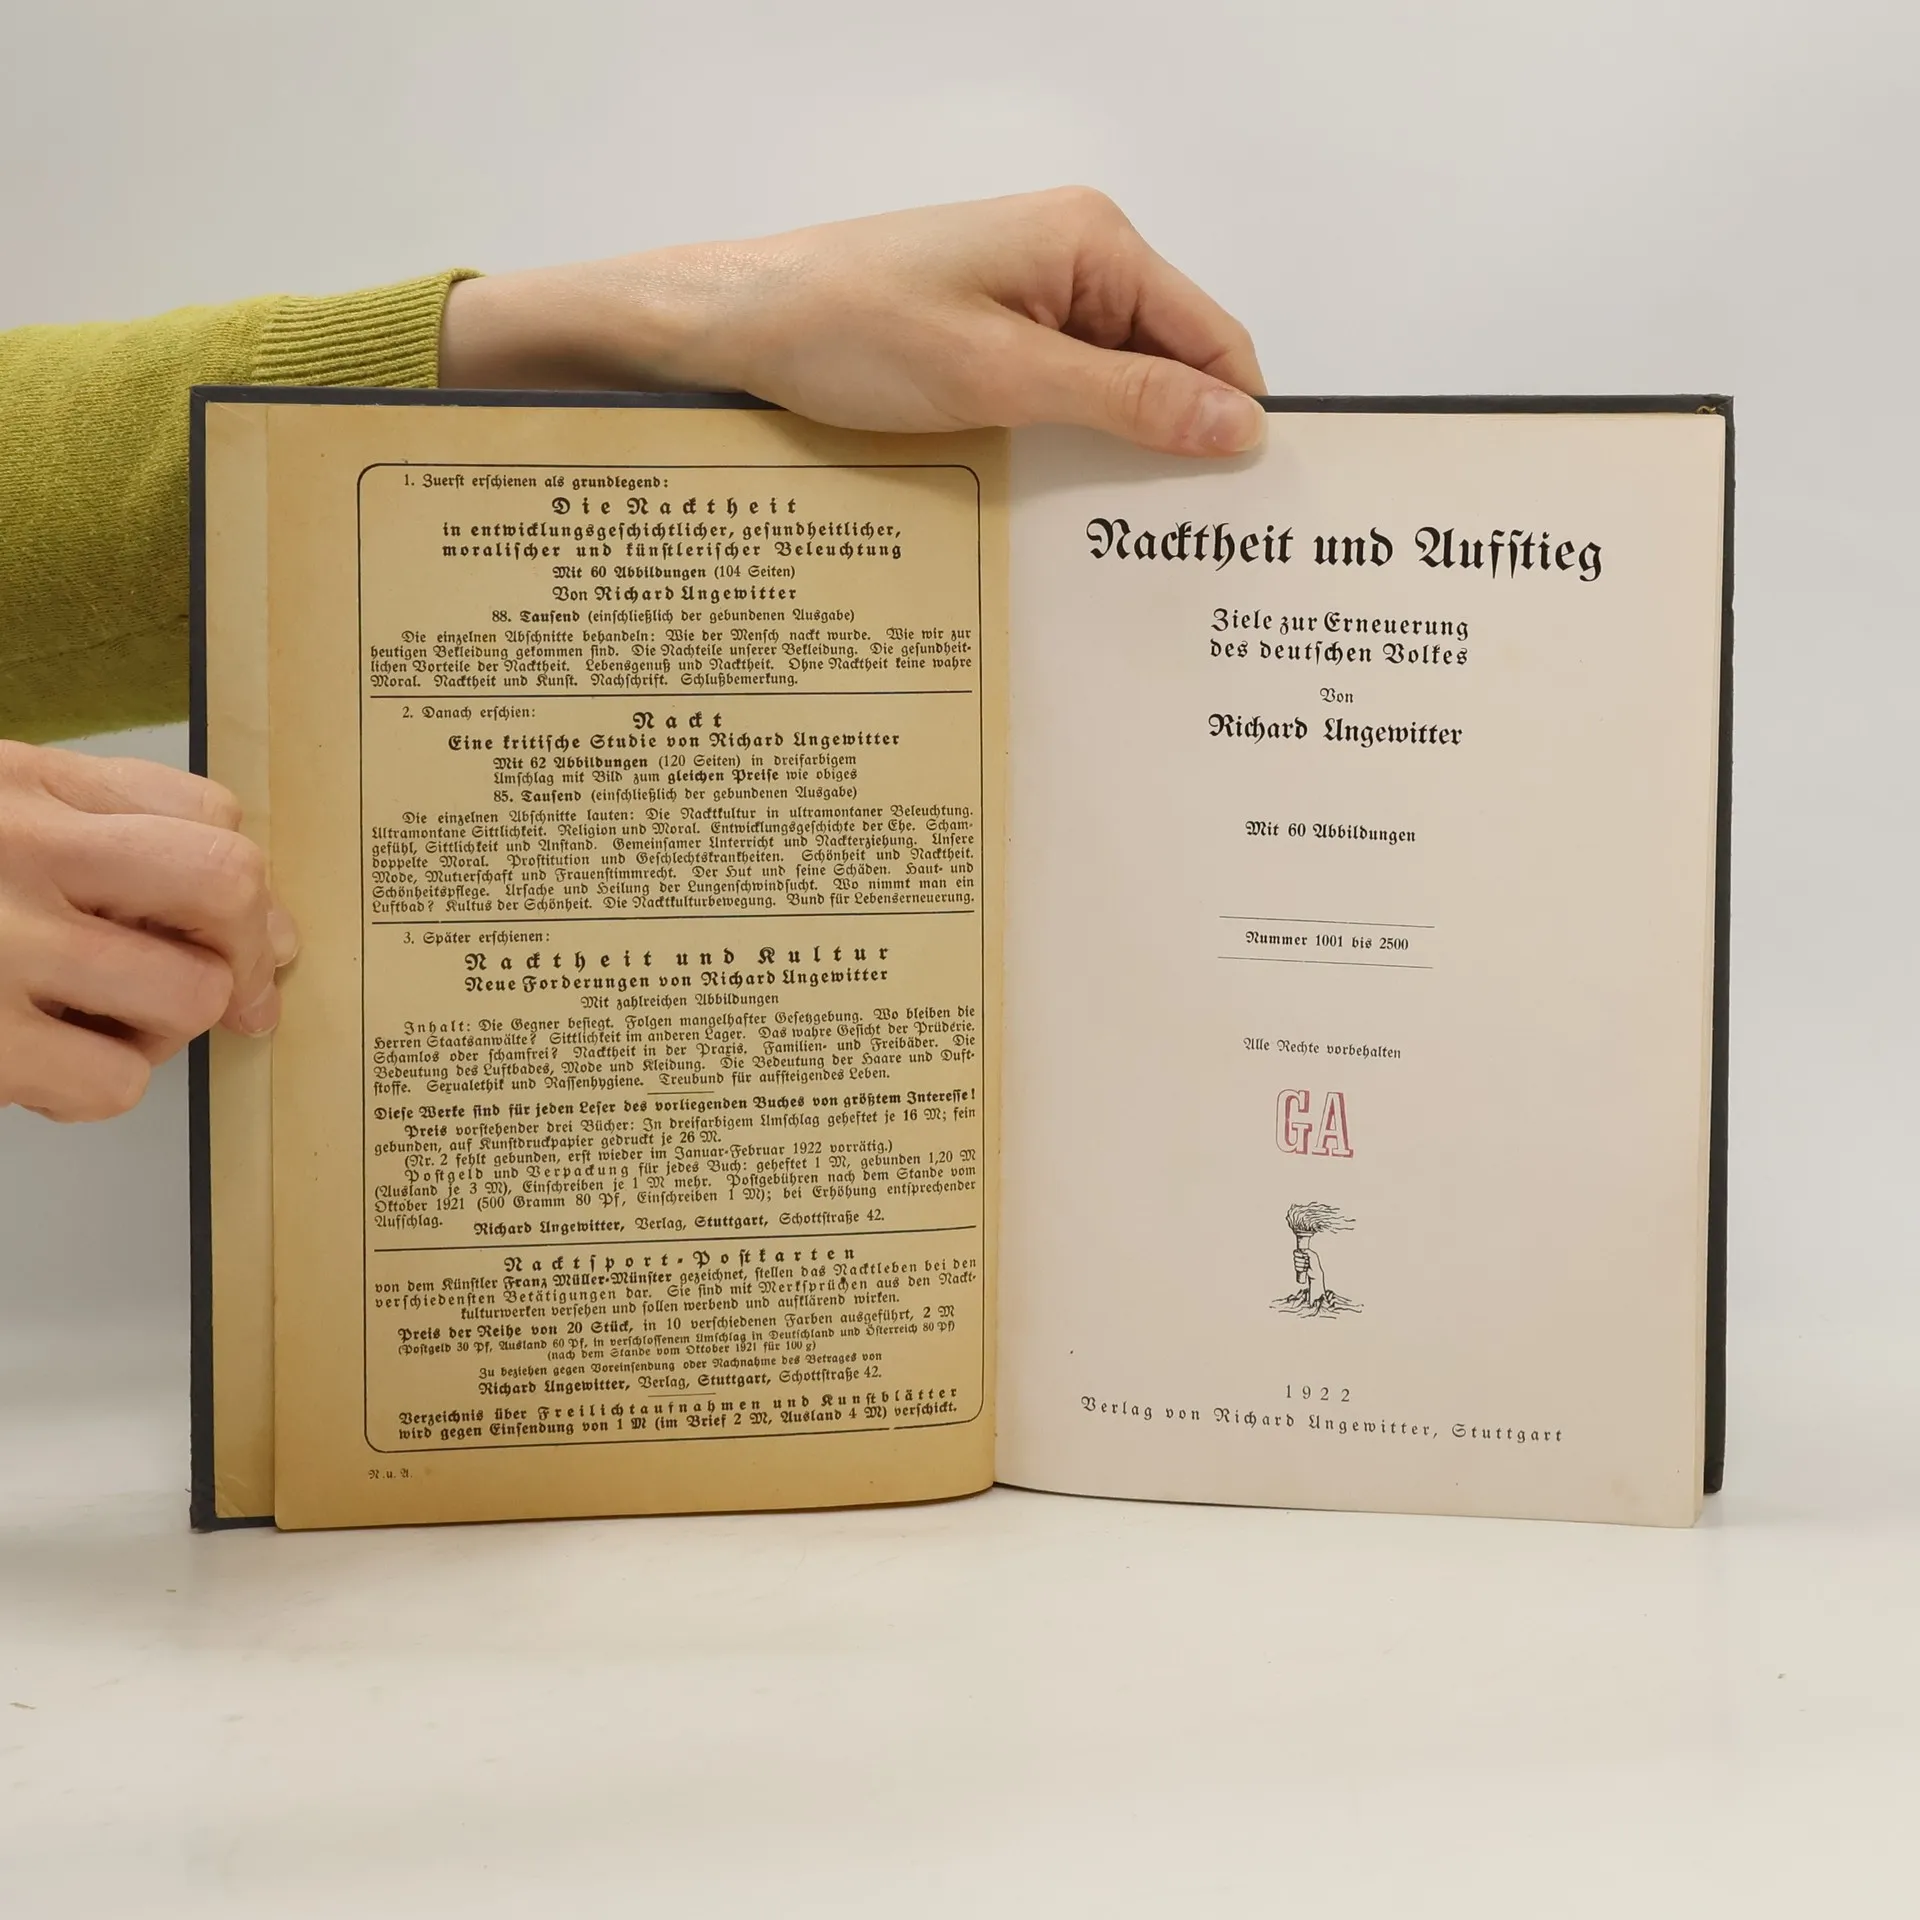 1. Zuerst erschienen als grundlegend:
Die Nacktheit
in entwicklungsgeschichtlicher, gesundheitlicher,
moralischer und künstlerischer Beleuchtung
Mit 60 Abbildungen (104 Seiten)
Von Richard Ungewitter
88. Tausend (einschließlich der gebundenen Ausgabe)
Die einzelnen Abschnitte behandeln: Wie der Mensch nackt wurde. Wie wir zur
heutigen Bekleidung gekommen sind. Die Nachteile unserer Bekleidung. Die gesundheit-
lichen Vorteile der Nacktheit. Lebensgenuß und Nacktheit. Ohne Nacktheit keine wahre
Moral. Nacktheit und Kunst. Nachschrift. Schlußbemerkung.
2. Danach erschien:
Nackt
Eine kritische Studie von Richard Ungewitter
Mit 62 Abbildungen (120 Seiten) in dreifarbigem
Umschlag mit Bild zum gleichen Preise wie obiges
85. Tausend (einschließlich der gebundenen Ausgabe)
Die einzelnen Abschnitte lauten: Die Nacktkultur in ultramontaner Beleuchtung.
Ultramontane Sittlichkeit. Religion und Moral. Entwicklungsgeschichte der Ehe. Scham-
gefühl, Sittlichkeit und Anstand. Gemeinsamer Unterricht und Nackterziehung. Unsere
doppelte Moral. Prostitution und Geschlechtskrankheiten. Schönheit und Nacktheit.
Mode, Mutterschaft und Frauenstimmrecht. Der Hut und seine Schäden. Haut- und
Schönheitspflege. Ursache und Heilung der Lungenschwindsucht. Wo nimmt man ein
Luftbad? Kultus der Schönheit. Die Nacktkulturbewegung. Bund für Lebenserneuerung.
3. Später erschienen:
Nacktheit und Kultur
Neue Forderungen von Richard Ungewitter
Mit zahlreichen Abbildungen
Inhalt: Die Gegner besiegt. Folgen mangelhafter Gesetzgebung. Wo bleiben die
Herren Staatsanwälte? Sittlichkeit im anderen Lager. Das wahre Gesicht der Prüderie.
Schamlos oder schamfrei? Nacktheit in der Praxis. Familien- und Freibäder. Die
Bedeutung des Luftbades, Mode und Kleidung. Die Bedeutung der Haare und Duft-
stoffe. Sexualethik und Rassenhygiene. Treubund für aufsteigendes Leben.
Diese Werke sind für jeden Leser des vorliegenden Buches von größtem Interesse!
Preis vorstehender drei Bücher: In dreifarbigem Umschlag geheftet je 16 M; fein
gebunden, auf Kunstdruckpapier gedruckt je 26 M.
(Nr. 2 fehlt gebunden, erst wieder im Januar-Februar 1922 vorrätig.)
Postgeld und Verpackung für jedes Buch: geheftet 1 M, gebunden 1,20 M
(Ausland je 3 M), Einschreiben je 1 M mehr. Postgebühren nach dem Stande vom
Oktober 1921 (500 Gramm 80 Pf, Einschreiben 1 M); bei Erhöhung entsprechender
Aufschlag. Richard Ungewitter, Verlag, Stuttgart, Schottstraße 42.
Nacktsport-Postkarten
von dem Künstler Franz Müller-Münster gezeichnet, stellen das Nacktleben bei den
verschiedensten Betätigungen dar. Sie sind mit Merksprüchen aus den Nackt-
kulturwerken versehen und sollen werbend und aufklärend wirken.
Preis der Reihe von 20 Stück, in 10 verschiedenen Farben ausgeführt, 2 M
(Postgeld 30 Pf, Ausland 60 Pf, in verschlossenem Umschlag in Deutschland und Österreich 80 Pf)
(nach dem Stande vom Oktober 1921 für 100 g)
Zu beziehen gegen Voreinsendung oder Nachnahme des Betrages von
Richard Ungewitter, Verlag, Stuttgart, Schottstraße 42.
Verzeichnis über Freilichtaufnahmen und Kunstblätter
wird gegen Einsendung von 1 M (im Brief 2 M, Ausland 4 M) verschickt.
N. u. A.
Nacktheit und Aufstieg
Ziele zur Erneuerung
des deutschen Volkes
Von
Richard Ungewitter
Mit 60 Abbildungen
Nummer 1001 bis 2500
Alle Rechte vorbehalten
GA
1922
Verlag von Richard Ungewitter, Stuttgart